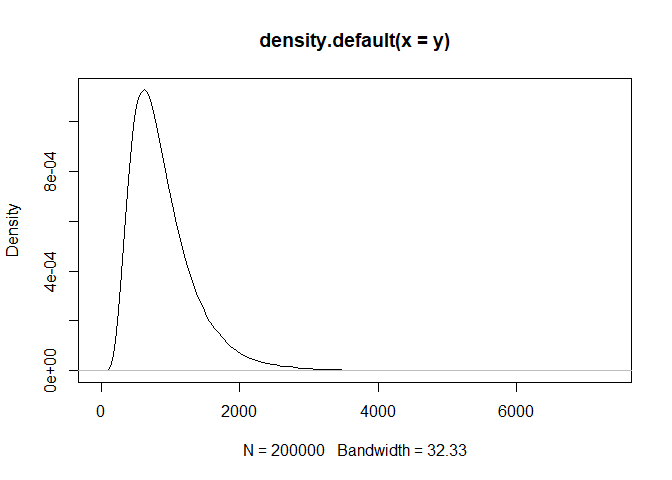 density.default(x = y)
Density
8e-04
4e-04
0e+00
0 2000 4000 6000
N = 200000 Bandwidth = 32.33